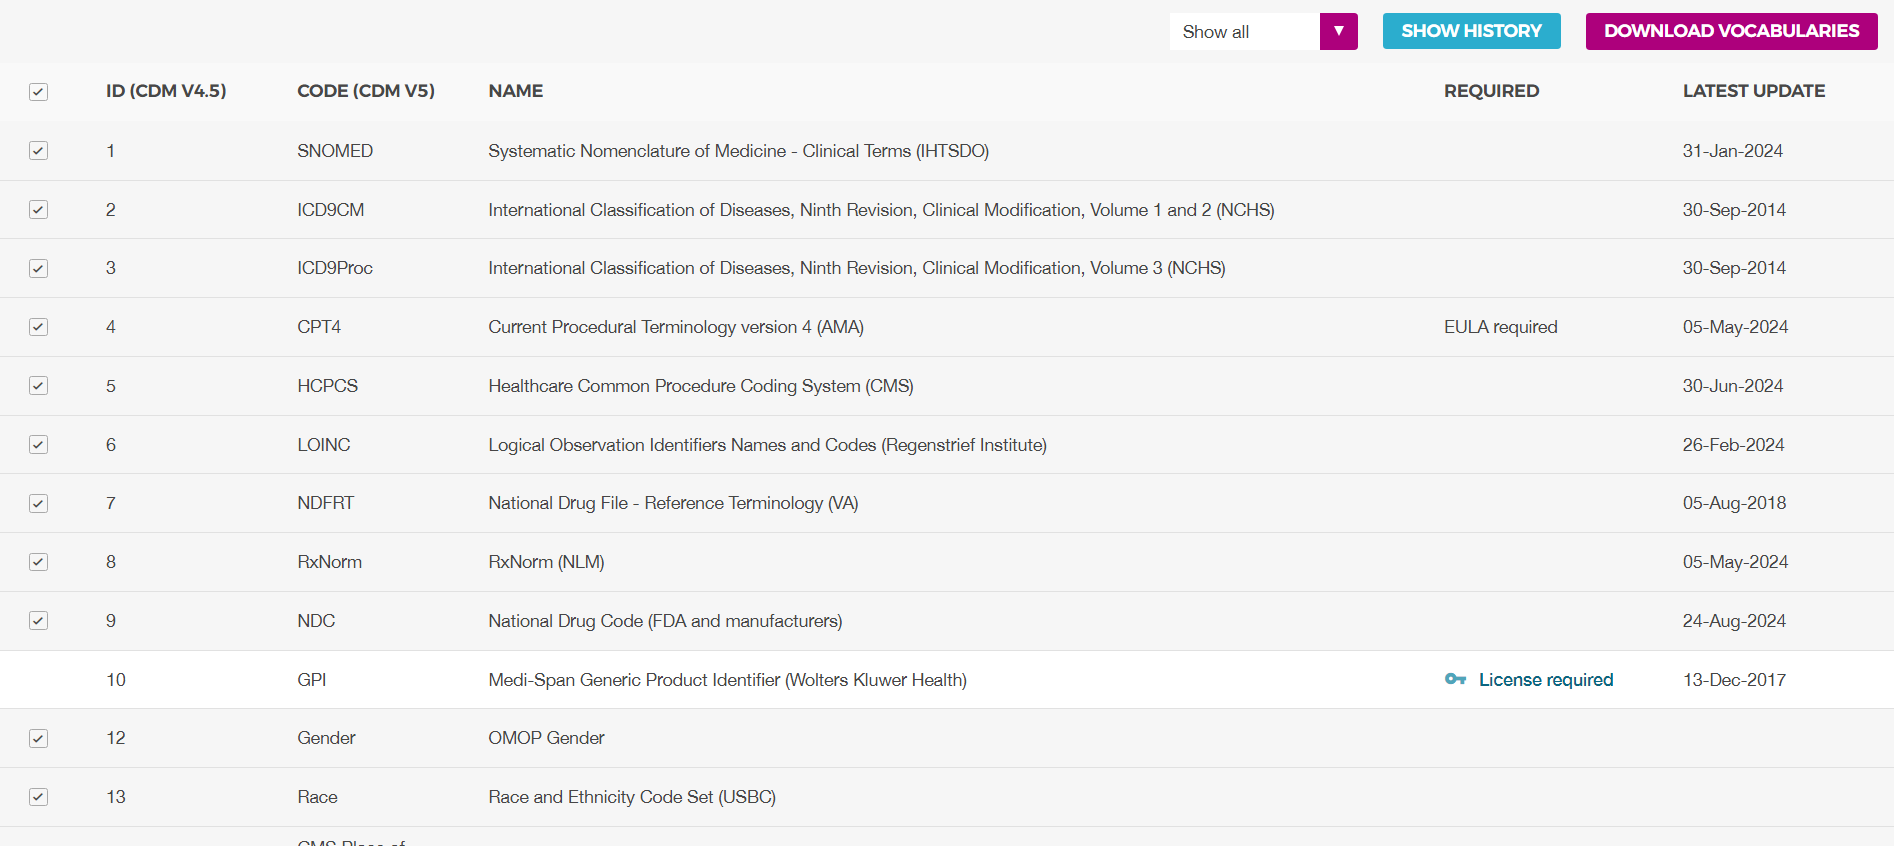 Show all ▼ SHOW HISTORY DOWNLOAD VOCABULARIES
ID (CDM V4.5) CODE (CDM V5) NAME REQUIRED LATEST UPDATE
1 SNOMED Systematic Nomenclature of Medicine - Clinical Terms (IHTSDO) 31-Jan-2024
2 ICD9CM International Classification of Diseases, Ninth Revision, Clinical Modification, Volume 1 and 2 (NCHS) 30-Sep-2014
3 ICD9Proc International Classification of Diseases, Ninth Revision, Clinical Modification, Volume 3 (NCHS) 30-Sep-2014
4 CPT4 Current Procedural Terminology version 4 (AMA) EULA required 05-May-2024
5 HCPCS Healthcare Common Procedure Coding System (CMS) 30-Jun-2024
6 LOINC Logical Observation Identifiers Names and Codes (Regenstrief Institute) 26-Feb-2024
7 NDFRT National Drug File - Reference Terminology (VA) 05-Aug-2018
8 RxNorm RxNorm (NLM) 05-May-2024
9 NDC National Drug Code (FDA and manufacturers) 24-Aug-2024
10 GPI Medi-Span Generic Product Identifier (Wolters Kluwer Health) License required 13-Dec-2017
12 Gender OMOP Gender
13 Race Race and Ethnicity Code Set (USBC)
CMS Place of